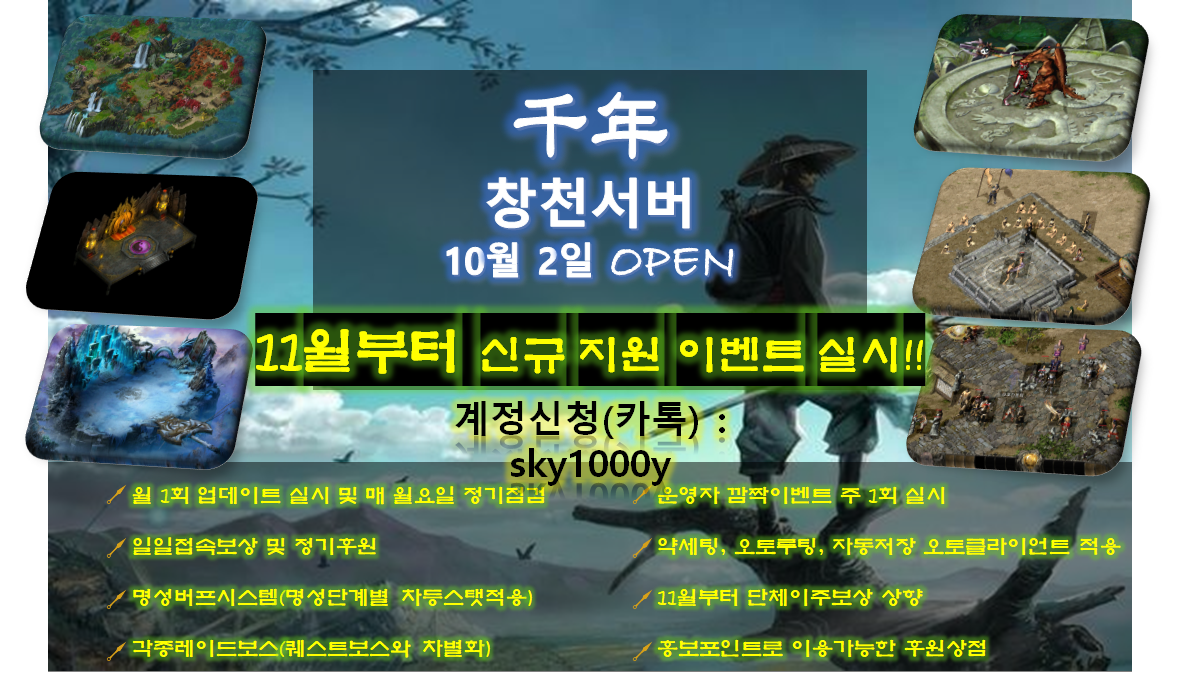 千年
창천서버
10월 2일 OPEN
11월부터 신규 지원 이벤트 실시!!
계정신청(카톡) :
sky1000y
월 1회 업데이트 실시 및 매 월요일 정기점검
운영자 깜짝이벤트 주 1회 실시
일일접속보상 및 정기후원
약세팅, 오토루팅, 자동저장 오토클라이언트 적용
명성버프시스템(명성단계별 차등스탯적용)
11월부터 단체이주보상 상향
각종레이드보스(퀘스트보스와 차별화)
홍보포인트로 이용가능한 후원상점